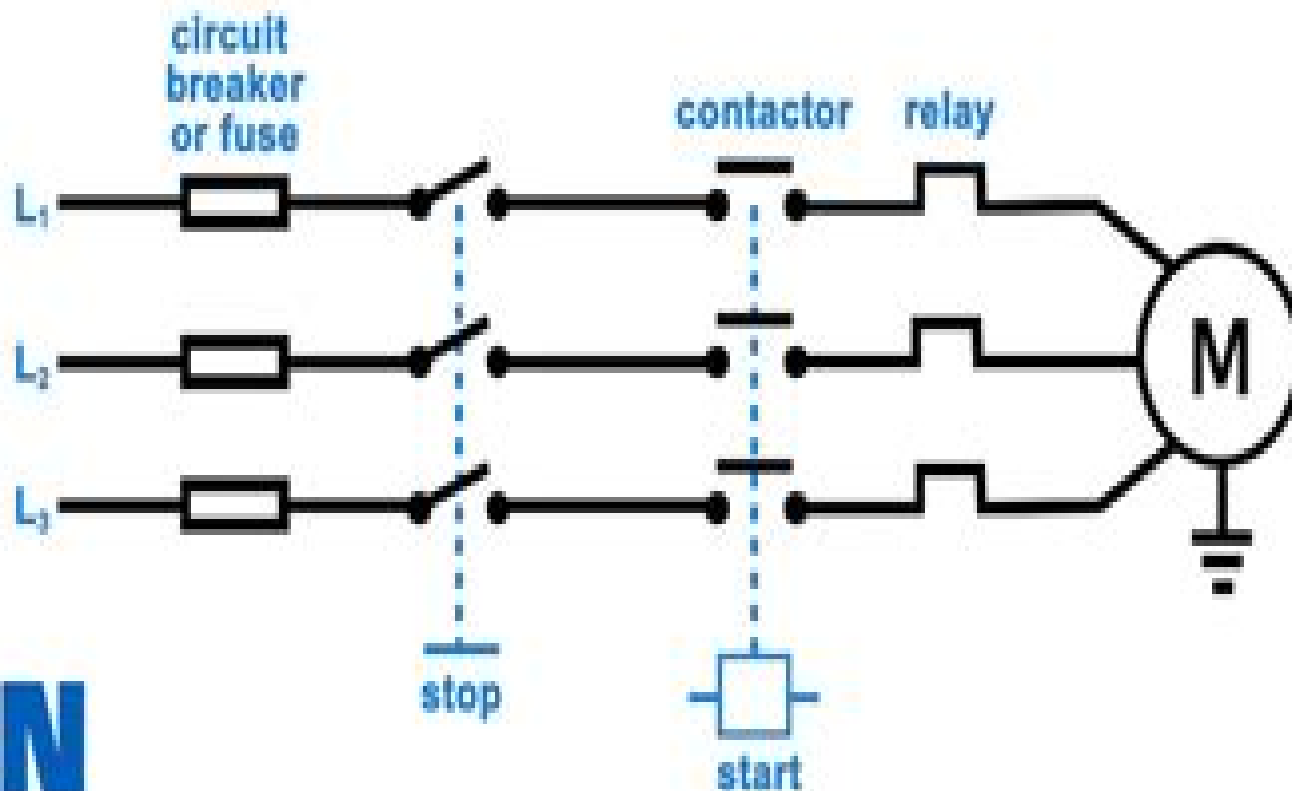 circuit
breaker
or fuse
contactor
relay
L₁
L₂
L₃
M
stop
start
N